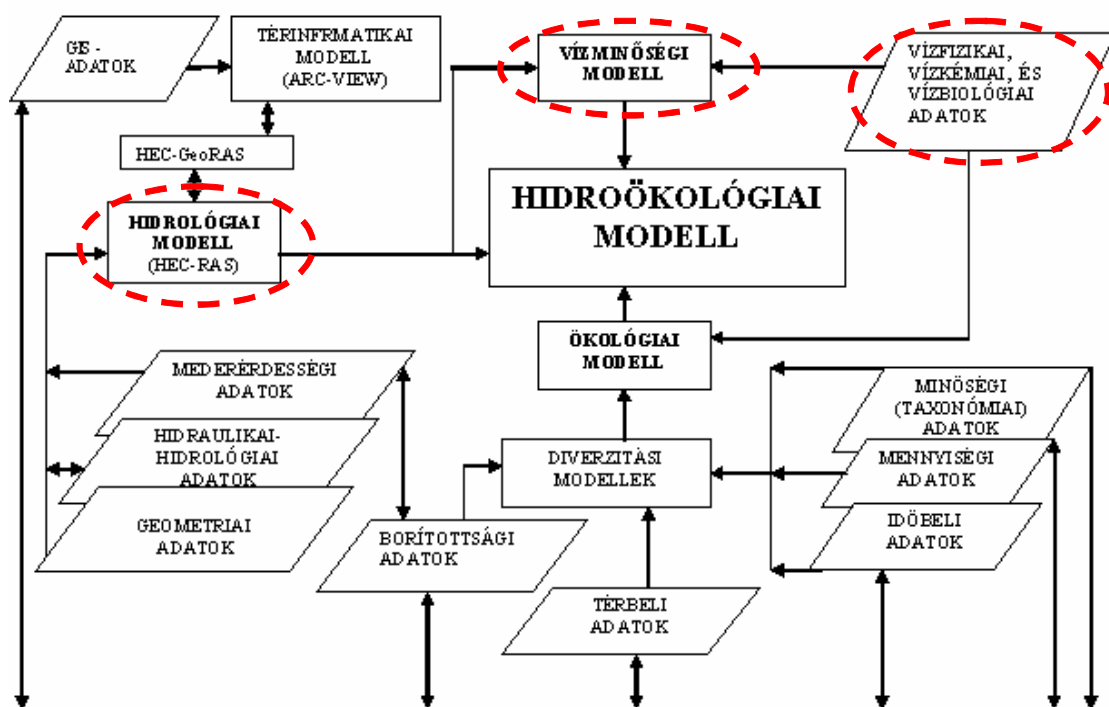 GE -
ADATOK
TÉRINFRMATIKAI
MODELL
(ARC-VIEW)
VÍZMINŐSÉGI
MODELL
VÍZFIZIKAI,
VÍZKÉMIAI, ÉS
VÍZBIOLÓGIAI
ADATOK
HEC-GeoRAS
HIDROLÓGIAI
MODELL
(HEC-RAS)
HIDROÖKOLÓGIAI
MODELL
ÖKOLÓGIAI
MODELL
MEDERÉRDESSÉGI
ADATOK
HIDRAULIKAI-
HIDROLÓGIAI
ADATOK
GEOMETRIAI
ADATOK
BORÍTOTTSÁGI
ADATOK
DIVERZITÁSI
MODELLEK
TÉRBELI
ADATOK
MINŐSÉGI
(TAXONÓMIAI)
ADATOK
MENNYISÉGI
ADATOK
IDŐBELI
ADATOK